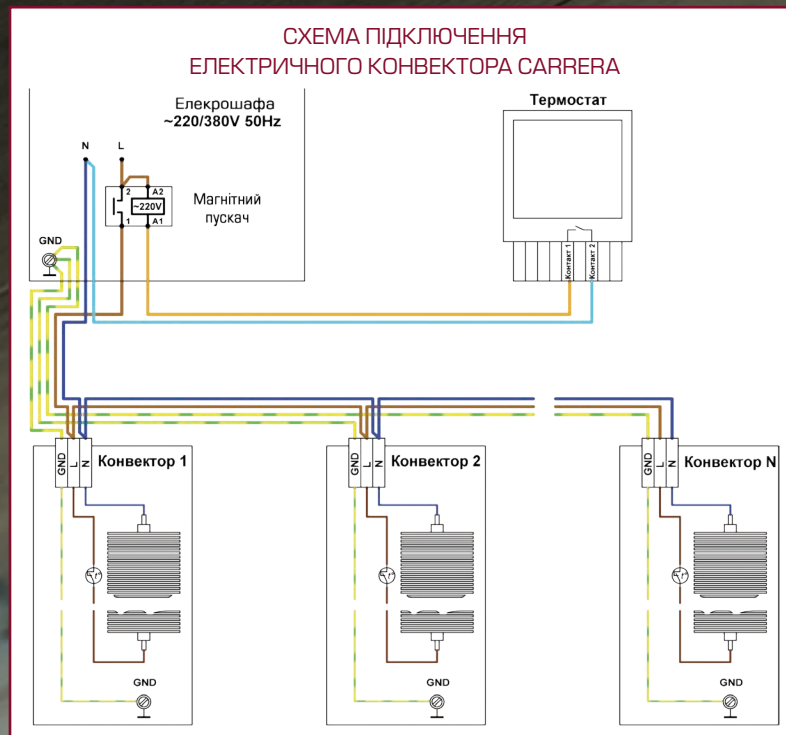 СХЕМА ПІДКЛЮЧЕННЯ
ЕЛЕКТРИЧНОГО КОНВЕКТОРА CARRERA
Елекрошафа
~220/380V 50Hz
Термостат
N L
2 A2
~220V
1 A1
Магнітний
пускач
GND
Контакт 1
Контакт 2
GND L N
Конвектор 1
GND L N
Конвектор 2
GND L N
Конвектор N
t°
t°
t°
GND
GND
GND